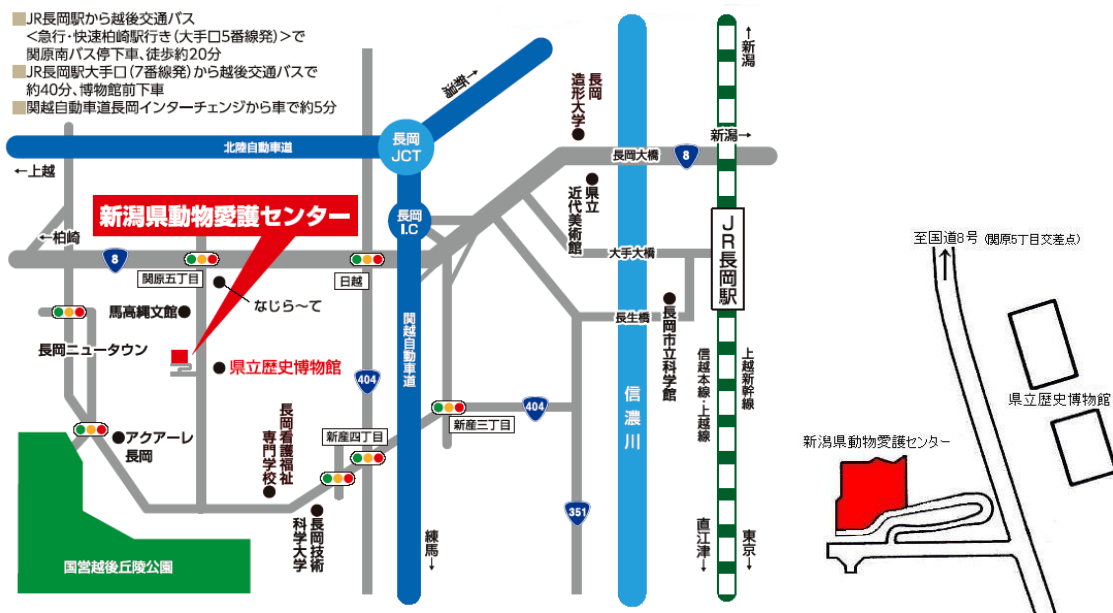 ■JR長岡駅から越後交通バス
<急行・快速柏崎駅行き(大手口5番線発)>で
関原南バス停下車、徒歩約20分
■JR長岡駅大手口(7番線発)から越後交通バスで
約40分、博物館前下車
■関越自動車道長岡インターチェンジから車で約5分
←新潟
長岡
造形大学
←新潟
新潟→
北陸自動車道
長岡
JCT
長岡大橋
8
←上越
新潟県動物愛護センター
長岡
I.C
県立
近代美術館
JR長岡駅
←柏崎
8
大手大橋
関原五丁目
日越
なじら〜て
馬高縄文館
長生橋
長岡ニュータウン
県立歴史博物館
関越自動車道
長岡市立科学館
信越本線・上越線
上越新幹線
404
404
信濃川
新産三丁目
新産四丁目
アクアーレ
長岡
長岡看護福祉
専門学校
長岡技術
科学大学
351
練馬→
直江津→
東京→
国営越後丘陵公園
至国道8号 (関原5丁目交差点)
県立歴史博物館
新潟県動物愛護センター